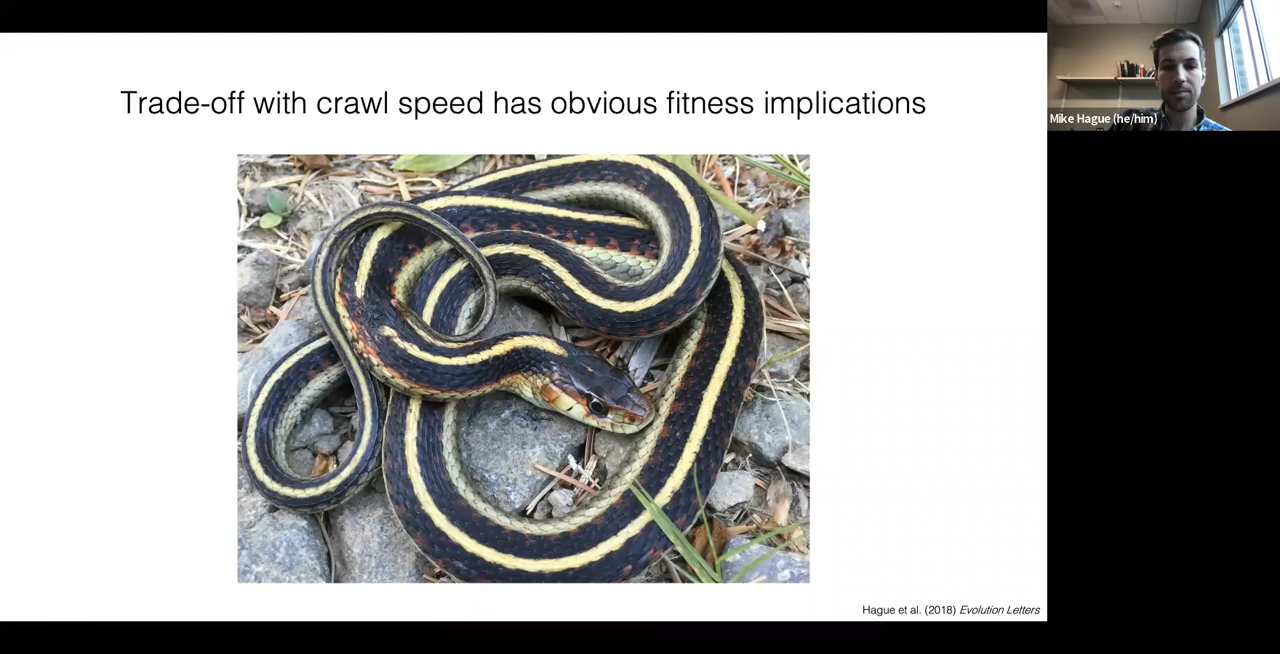 Trade-off with crawl speed has obvious fitness implications
Mike Hague (he/him)
Hague et al. (2018) Evolution Letters